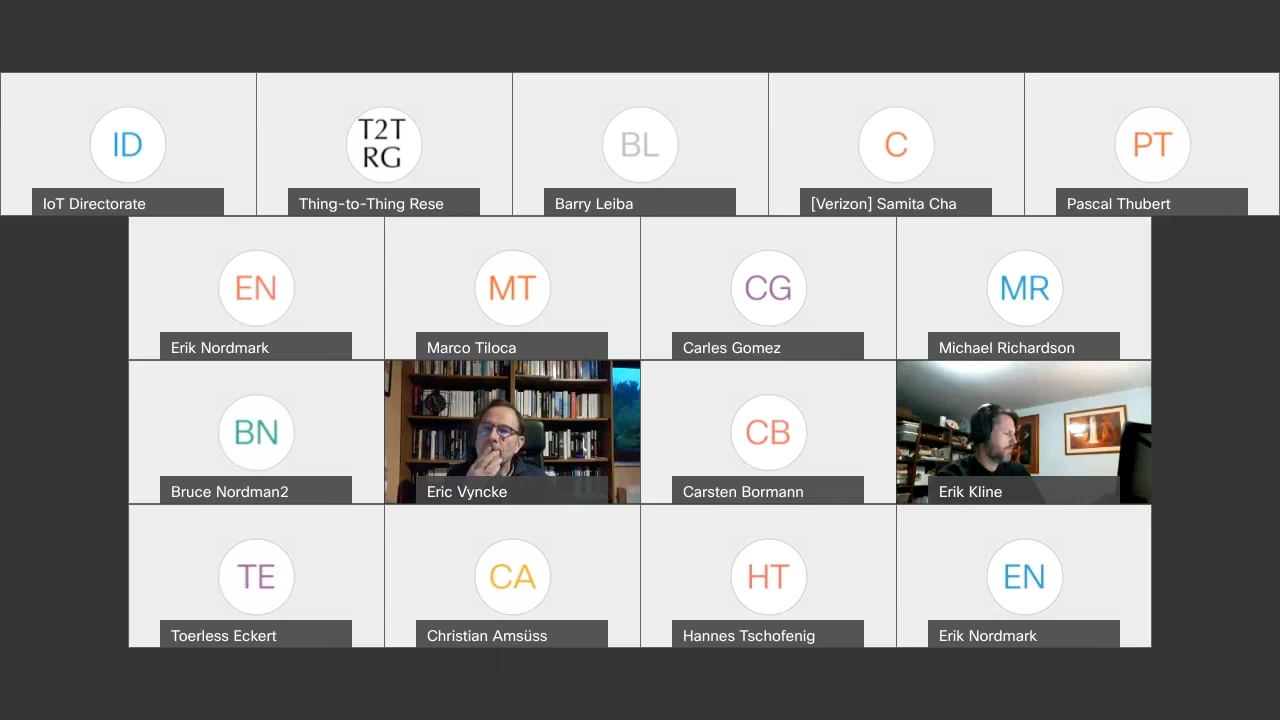 ID
IoT Directorate
T2T
RG
Thing-to-Thing Rese
BL
Barry Leiba
C
[Verizon] Samita Cha
PT
Pascal Thubert
EN
Erik Nordmark
MT
Marco Tiloca
CG
Carles Gomez
MR
Michael Richardson
BN
Bruce Nordman2
Eric Vyncke
CB
Carsten Bormann
Erik Kline
TE
Toerless Eckert
CA
Christian Amsüss
HT
Hannes Tschofenig
EN
Erik Nordmark